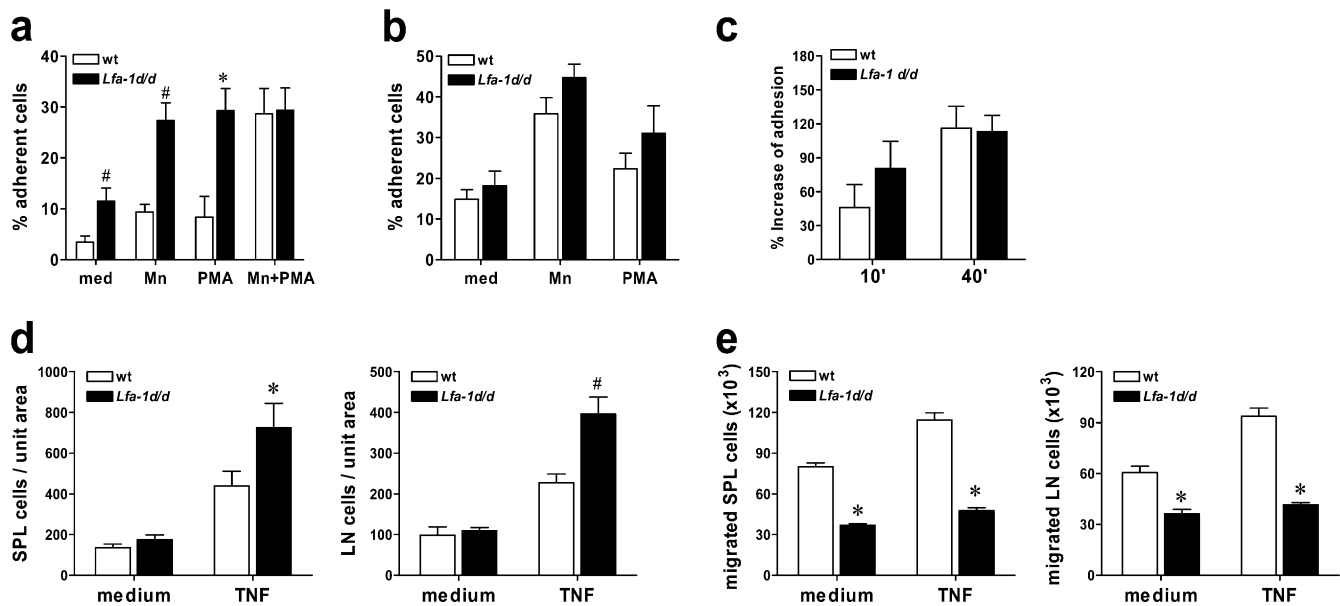 a
% adherent cells
40
30
20
10
0
wt
Lfa-1d/d
#
#
*
med Mn PMA Mn+PMA
b
% adherent cells
50
40
30
20
10
0
wt
Lfa-1d/d
med Mn PMA
c
% Increase of adhesion
180
150
120
90
60
30
0
wt
Lfa-1 d/d
10' 40'
d
SPL cells / unit area
1000
800
600
400
200
0
wt
Lfa-1d/d
*
medium TNF
LN cells / unit area
500
400
300
200
100
0
wt
Lfa-1d/d
#
medium TNF
e
migrated SPL cells (x10³)
150
120
90
60
30
0
wt
Lfa-1d/d
*
*
medium TNF
migrated LN cells (x10³)
120
90
60
30
0
wt
Lfa-1d/d
*
*
medium TNF